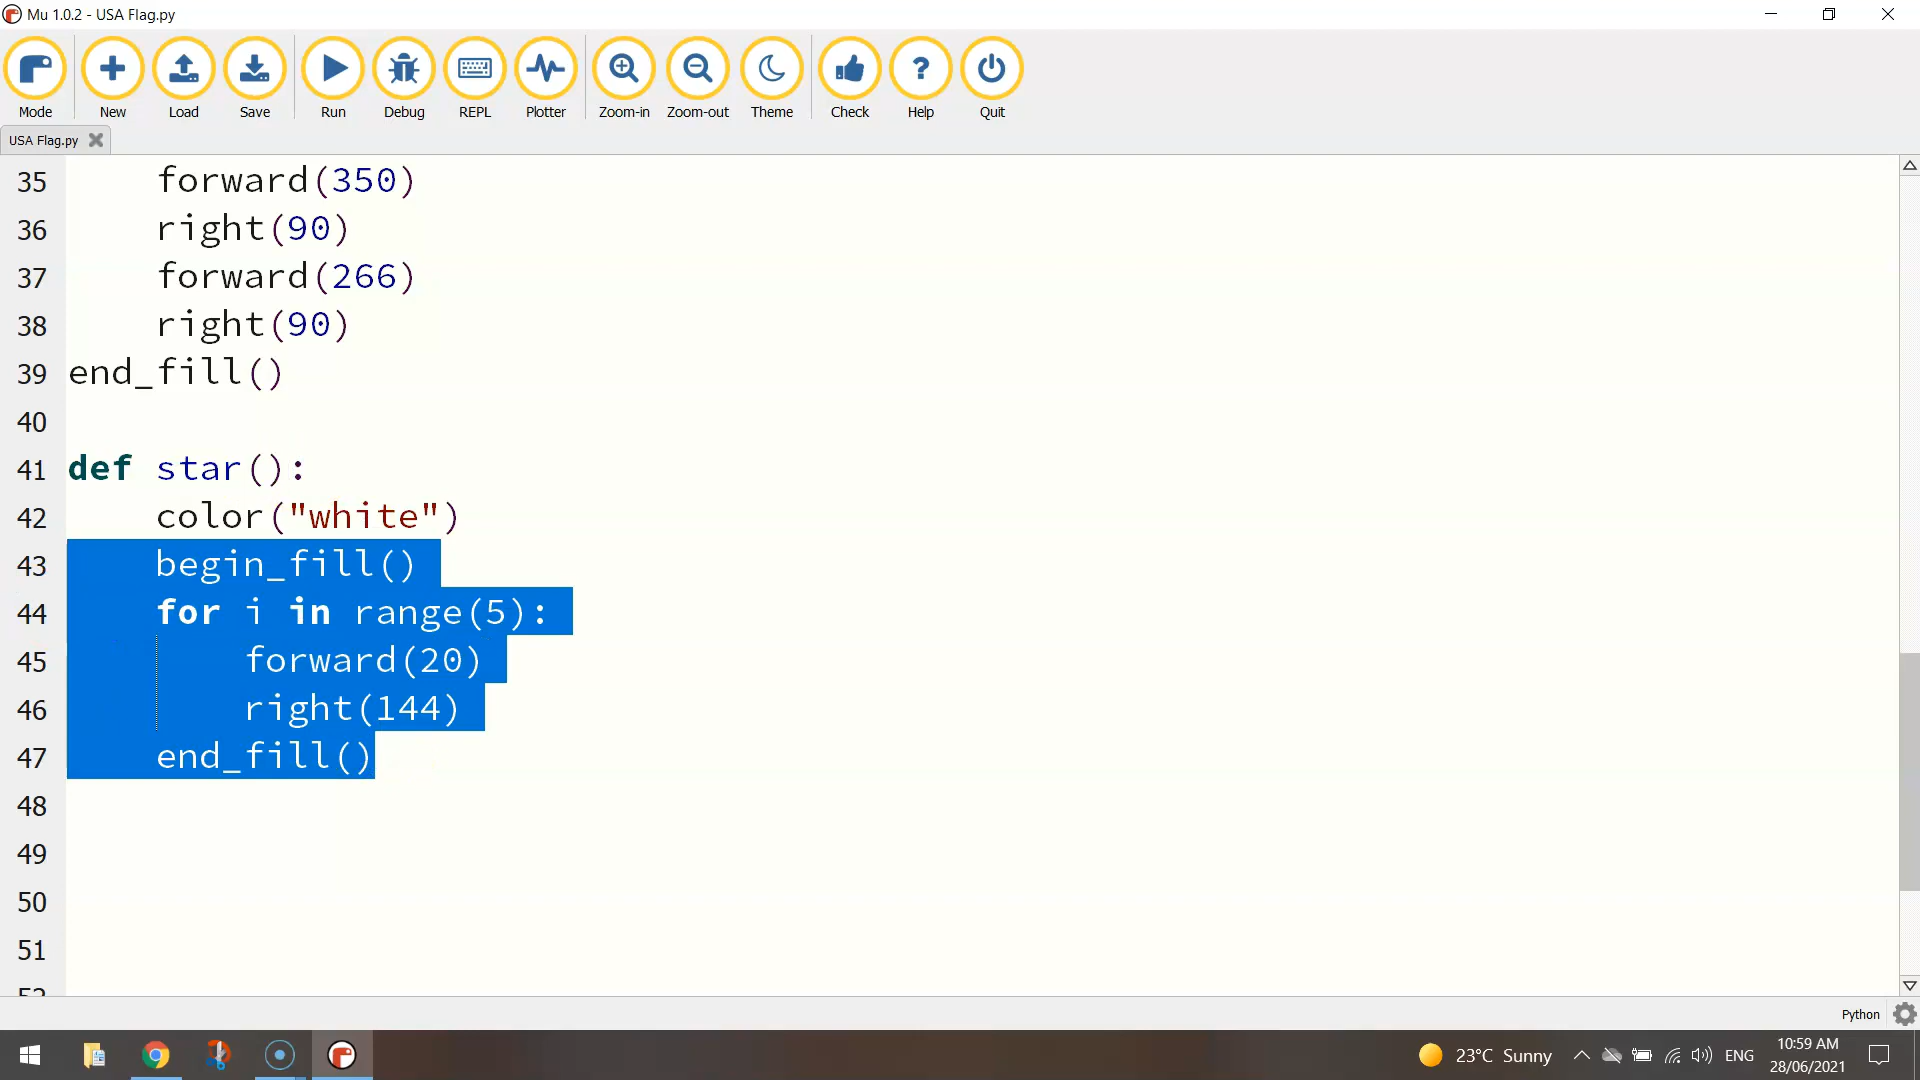 Mu 1.0.2 - USA Flag.py
Mode New Load Save Run Debug REPL Plotter Zoom-in Zoom-out Theme Check Help Quit
USA Flag.py
35 forward(350)
36 right(90)
37 forward(266)
38 right(90)
39 end_fill()
40
41 def star():
42 color("white")
43 begin_fill()
44 for i in range(5):
45 forward(20)
46 right(144)
47 end_fill()
48
49
50
51
52
Python
23°C Sunny ENG 10:59 AM
28/06/2021